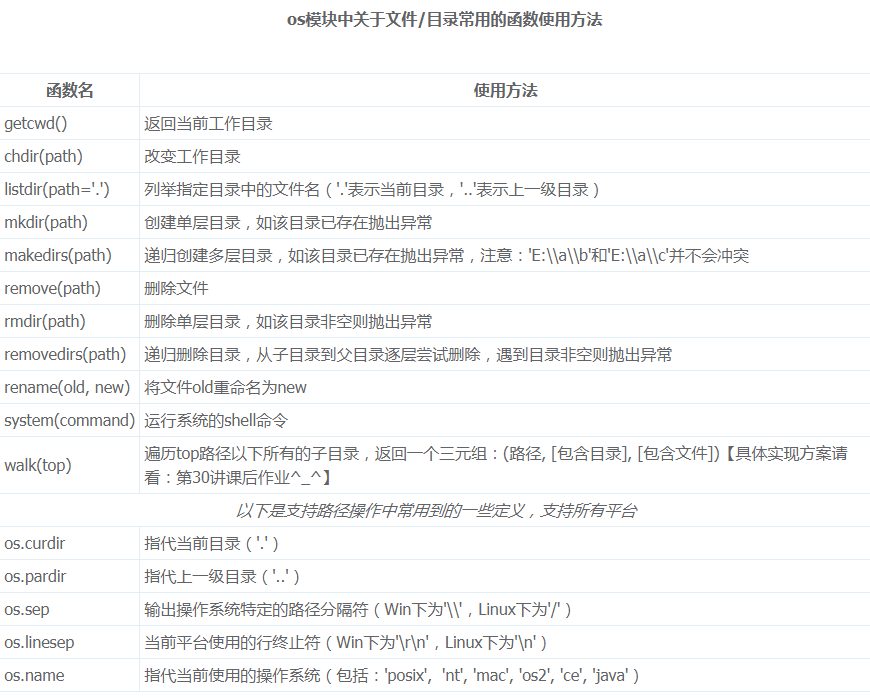 os模块中关于文件/目录常用的函数使用方法
函数名 使用方法
getcwd() 返回当前工作目录
chdir(path) 改变工作目录
listdir(path='.') 列举指定目录中的文件名（'.'表示当前目录，'..'表示上一级目录）
mkdir(path) 创建单层目录，如该目录已存在抛出异常
makedirs(path) 递归创建多层目录，如该目录已存在抛出异常，注意：'E:\\a\\b'和'E:\\a\\c'并不会冲突
remove(path) 删除文件
rmdir(path) 删除单层目录，如该目录非空则抛出异常
removedirs(path) 递归删除目录，从子目录到父目录逐层尝试删除，遇到目录非空则抛出异常
rename(old, new) 将文件old重命名为new
system(command) 运行系统的shell命令
walk(top) 遍历top路径以下所有的子目录，返回一个三元组：(路径, [包含目录], [包含文件])【具体实现方案请
看：第30讲课后作业^_^】
以下是支持路径操作中常用到的一些定义，支持所有平台
os.curdir 指代当前目录（'.'）
os.pardir 指代上一级目录（'..'）
os.sep 输出操作系统特定的路径分隔符（Win下为'\\'，Linux下为'/'）
os.linesep 当前平台使用的行终止符（Win下为'\r\n'，Linux下为'\n'）
os.name 指代当前使用的操作系统（包括：'posix', 'nt', 'mac', 'os2', 'ce', 'java'）